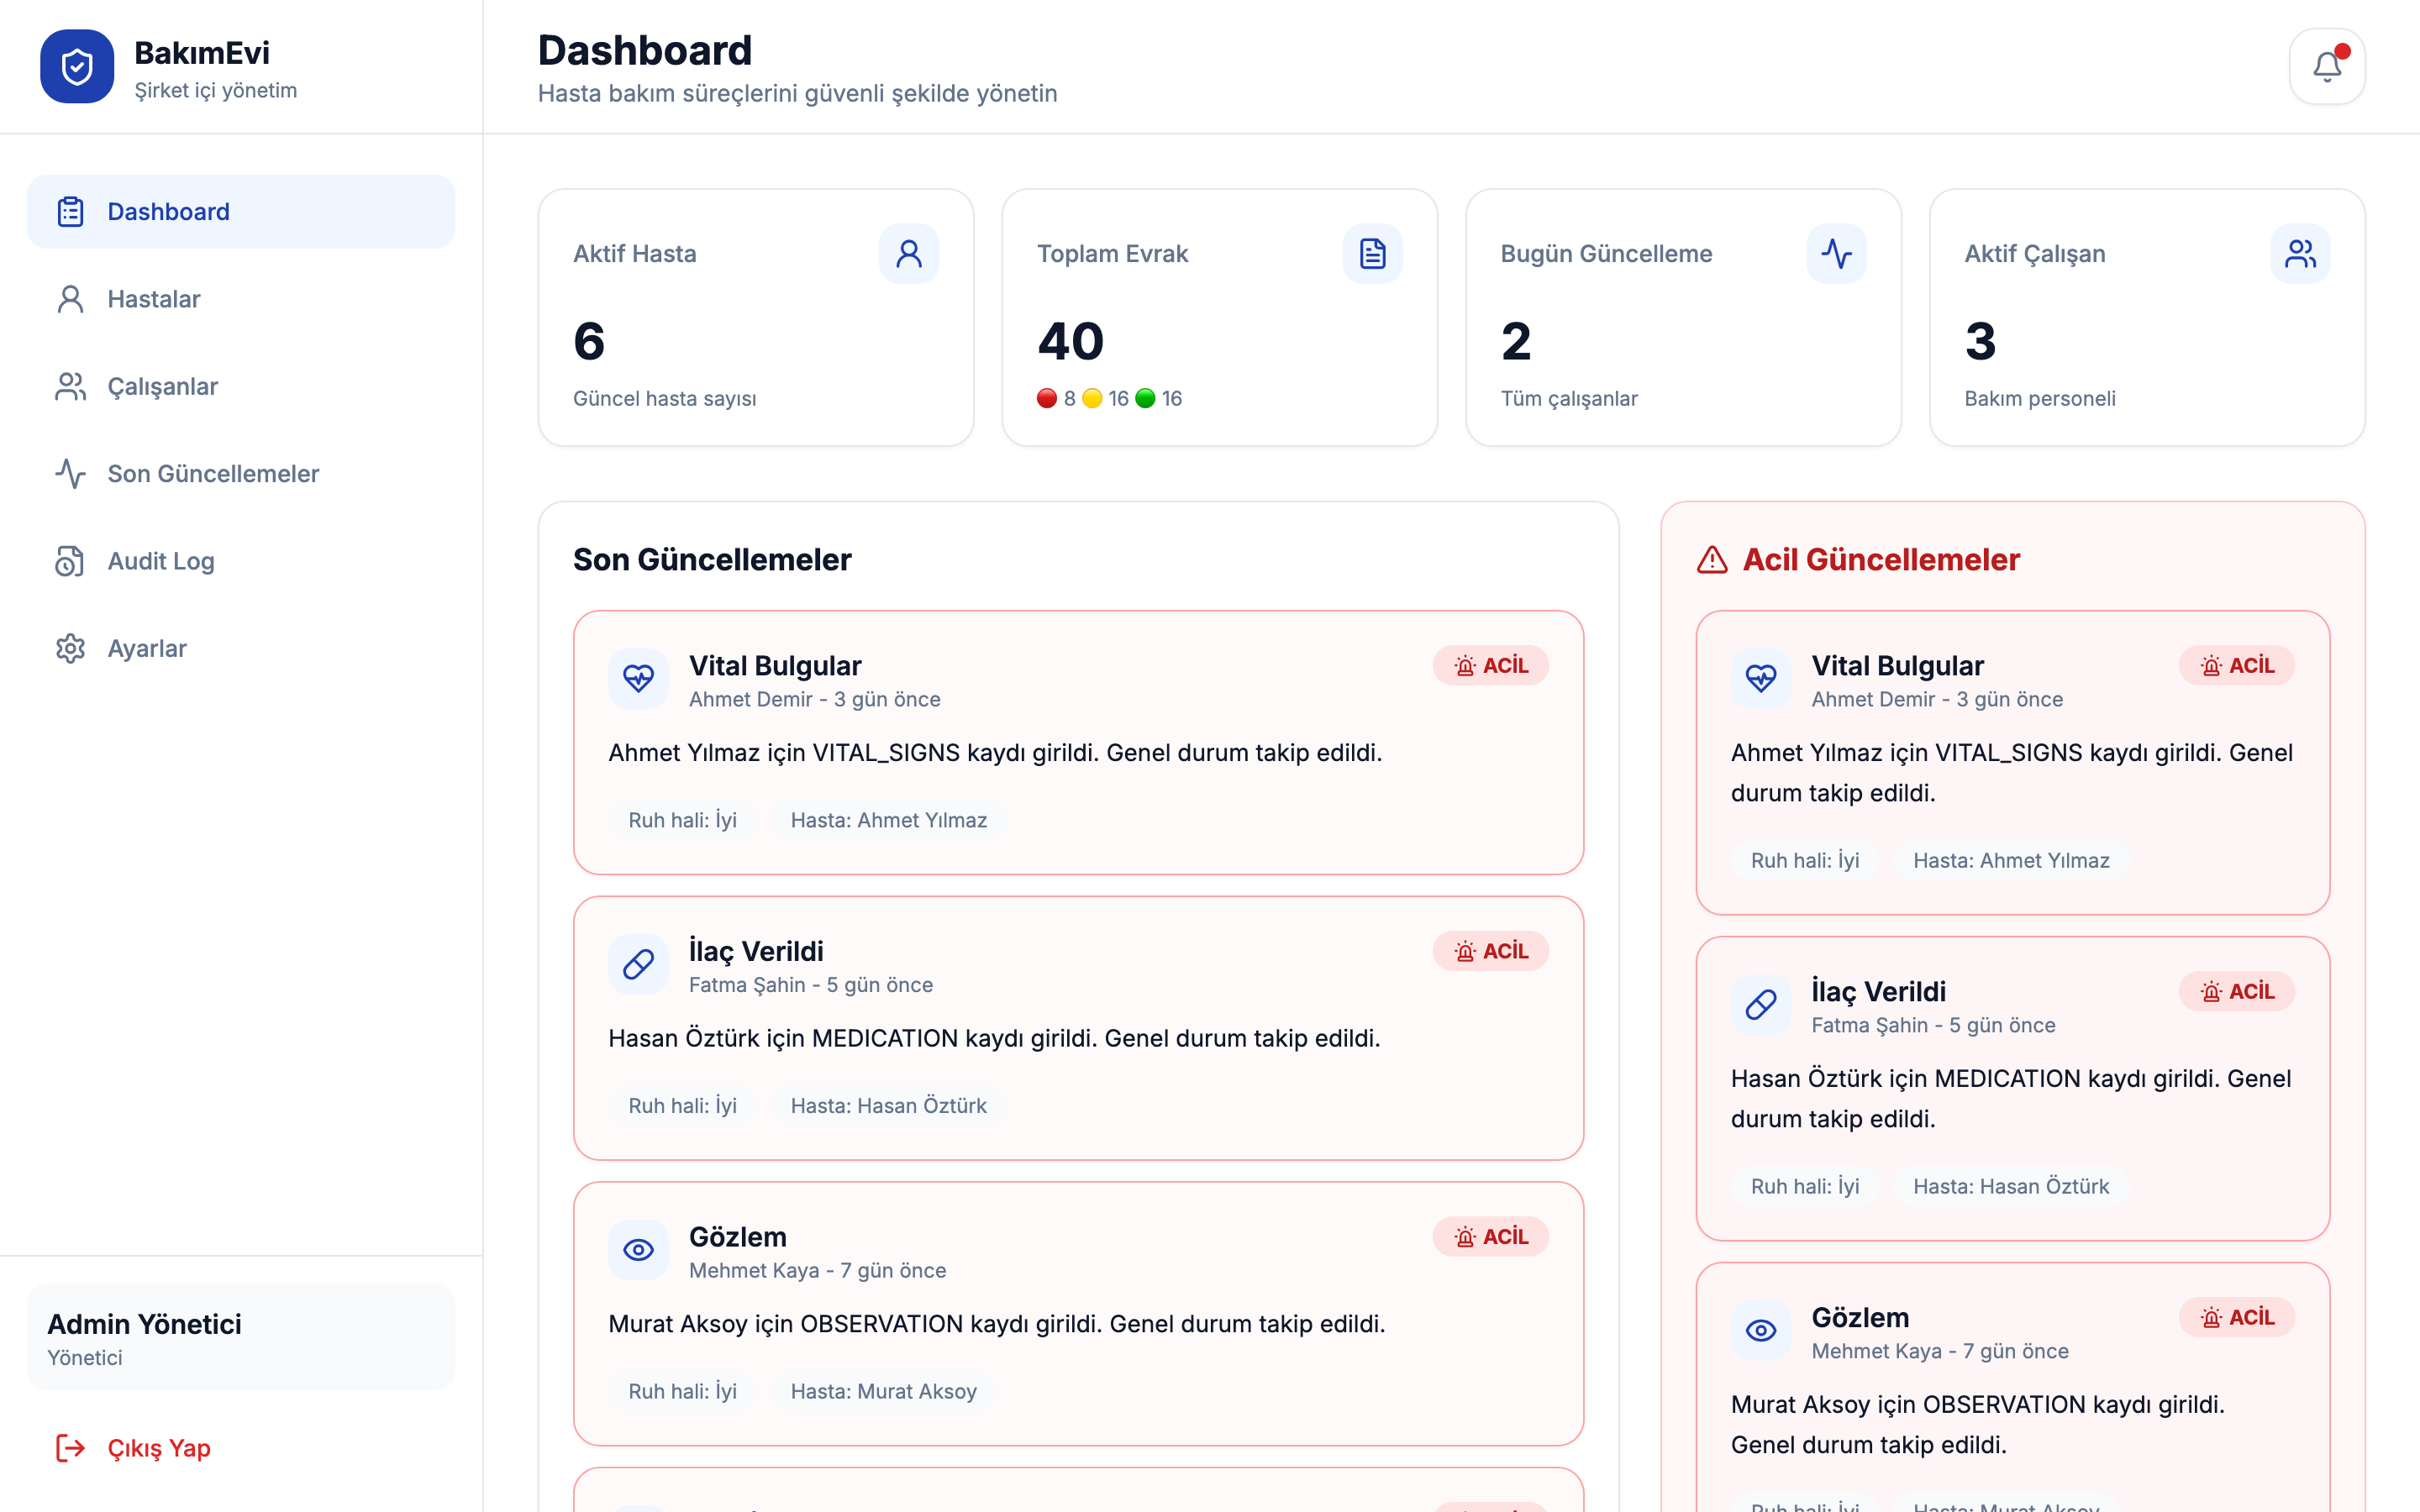 BakımEvi
Şirket içi yönetim
Dashboard
Hastalar
Çalışanlar
Son Güncellemeler
Audit Log
Ayarlar
Admin Yönetici
Yönetici
Çıkış Yap
Dashboard
Hasta bakım süreçlerini güvenli şekilde yönetin
Aktif Hasta
6
Güncel hasta sayısı
Toplam Evrak
40
8 16 16
Bugün Güncelleme
2
Tüm çalışanlar
Aktif Çalışan
3
Bakım personeli
Son Güncellemeler
Vital Bulgular
ACİL
Ahmet Demir - 3 gün önce
Ahmet Yılmaz için VITAL_SIGNS kaydı girildi. Genel durum takip edildi.
Ruh hali: İyi
Hasta: Ahmet Yılmaz
İlaç Verildi
ACİL
Fatma Şahin - 5 gün önce
Hasan Öztürk için MEDICATION kaydı girildi. Genel durum takip edildi.
Ruh hali: İyi
Hasta: Hasan Öztürk
Gözlem
ACİL
Mehmet Kaya - 7 gün önce
Murat Aksoy için OBSERVATION kaydı girildi. Genel durum takip edildi.
Ruh hali: İyi
Hasta: Murat Aksoy
Acil Güncellemeler
Vital Bulgular
ACİL
Ahmet Demir - 3 gün önce
Ahmet Yılmaz için VITAL_SIGNS kaydı girildi. Genel
durum takip edildi.
Ruh hali: İyi
Hasta: Ahmet Yılmaz
İlaç Verildi
ACİL
Fatma Şahin - 5 gün önce
Hasan Öztürk için MEDICATION kaydı girildi. Genel
durum takip edildi.
Ruh hali: İyi
Hasta: Hasan Öztürk
Gözlem
ACİL
Mehmet Kaya - 7 gün önce
Murat Aksoy için OBSERVATION kaydı girildi.
Genel durum takip edildi.
Ruh hali: İyi
Hasta: Murat Aksoy